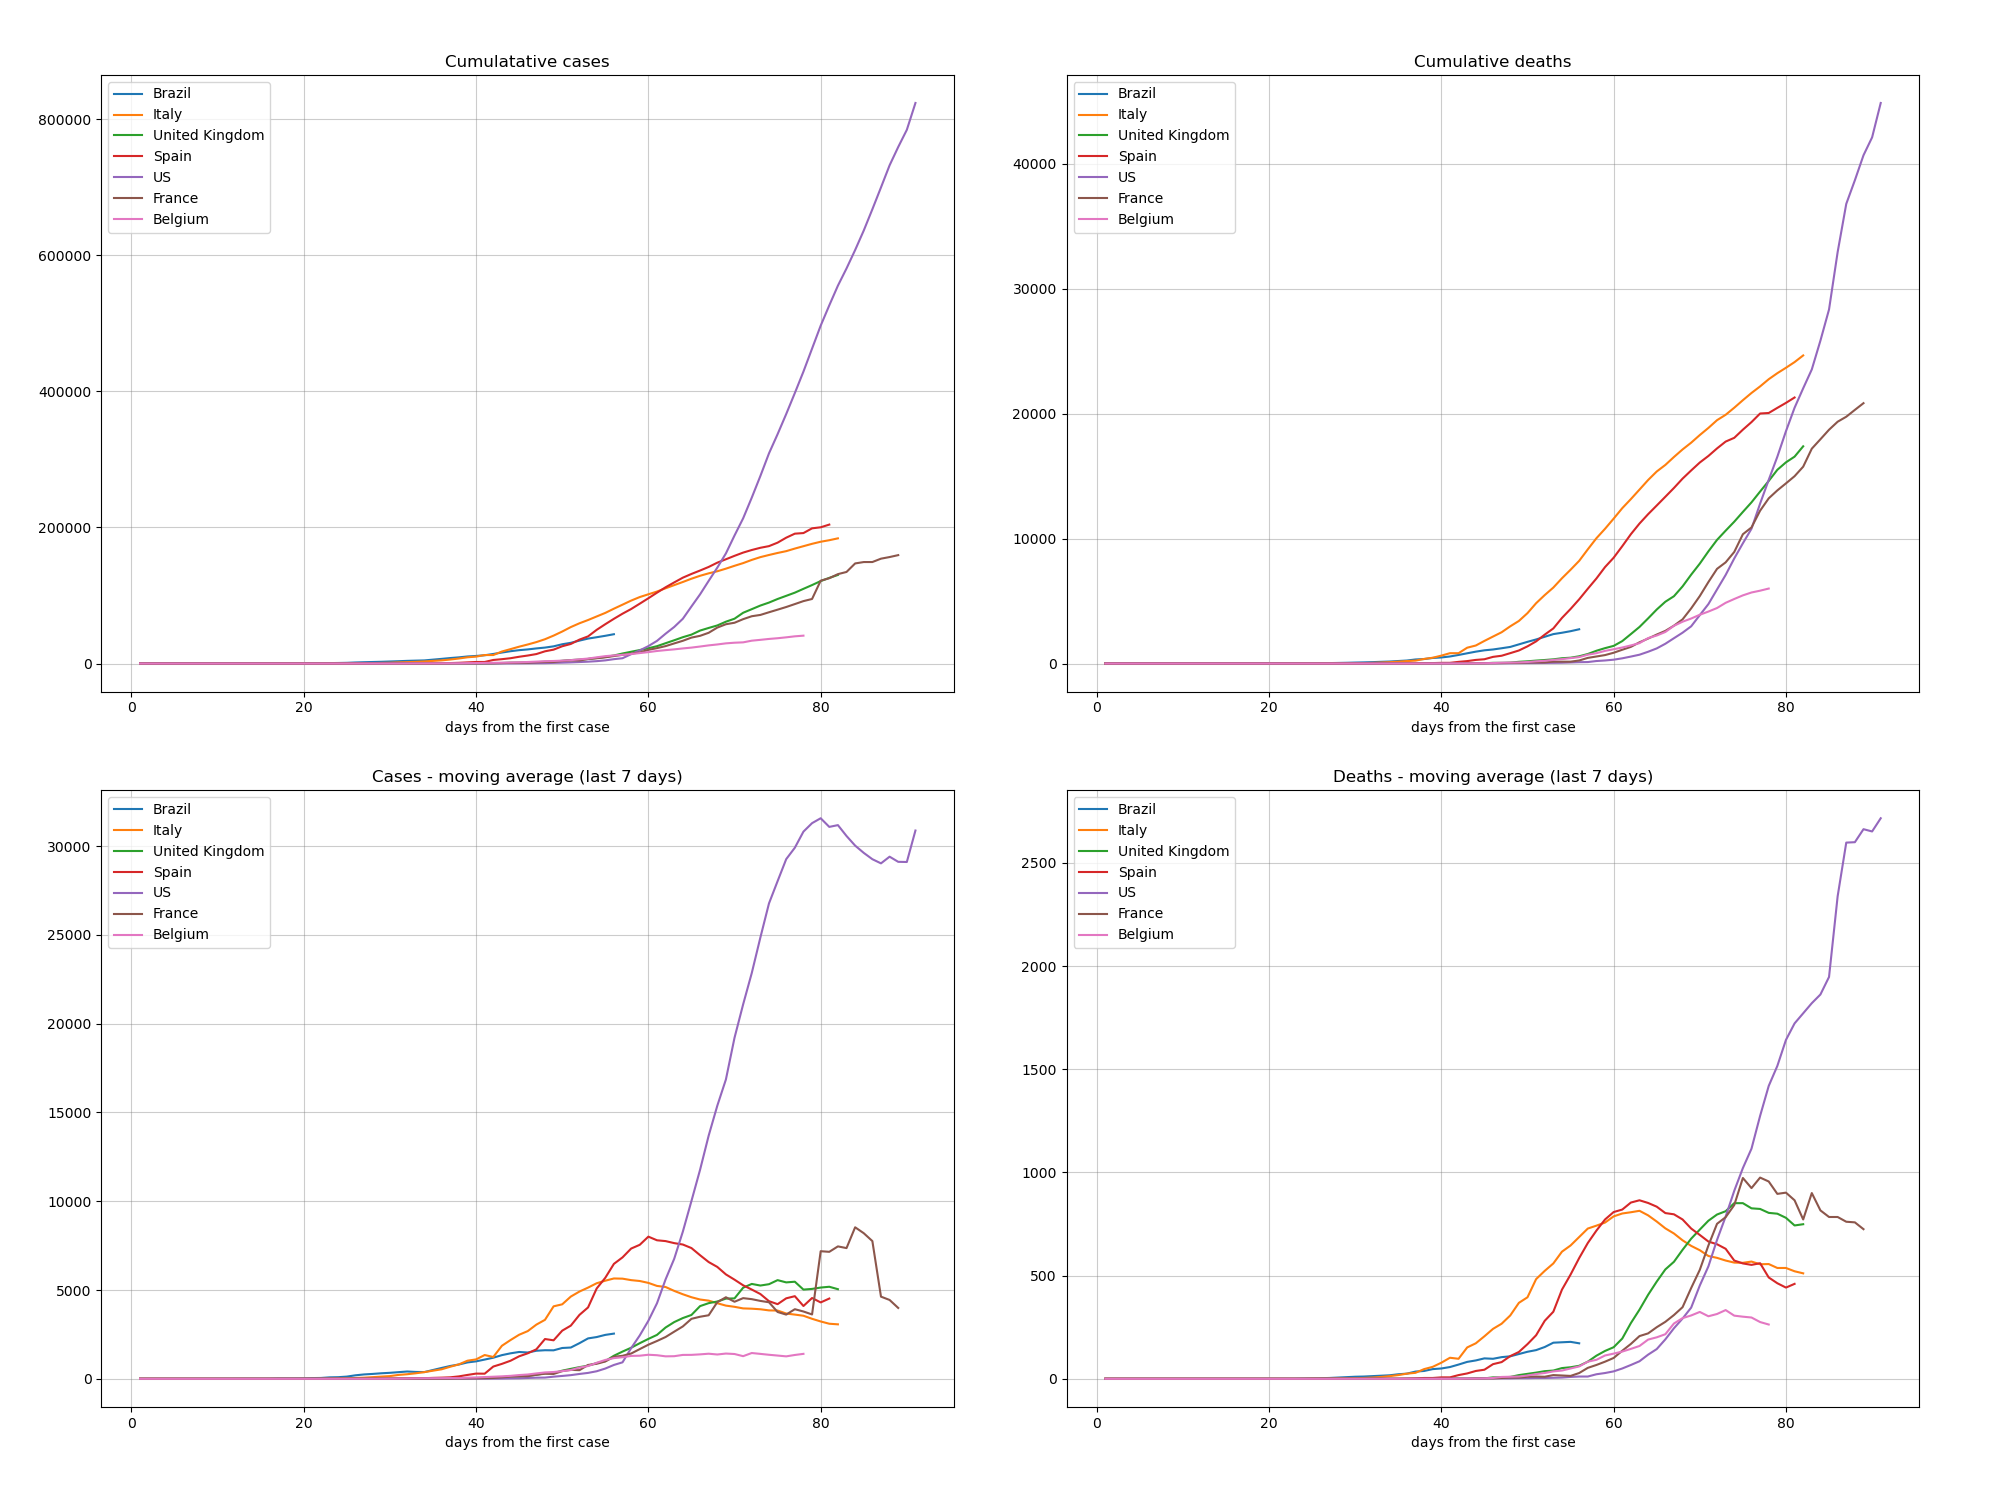 Cumulatative cases
Brazil
Italy
United Kingdom
Spain
US
France
Belgium
800000
600000
400000
200000
0
0 20 40 60 80
days from the first case
Cumulative deaths
Brazil
Italy
United Kingdom
Spain
US
France
Belgium
40000
30000
20000
10000
0
0 20 40 60 80
days from the first case
Cases - moving average (last 7 days)
Brazil
Italy
United Kingdom
Spain
US
France
Belgium
30000
25000
20000
15000
10000
5000
0
0 20 40 60 80
days from the first case
Deaths - moving average (last 7 days)
Brazil
Italy
United Kingdom
Spain
US
France
Belgium
2500
2000
1500
1000
500
0
0 20 40 60 80
days from the first case